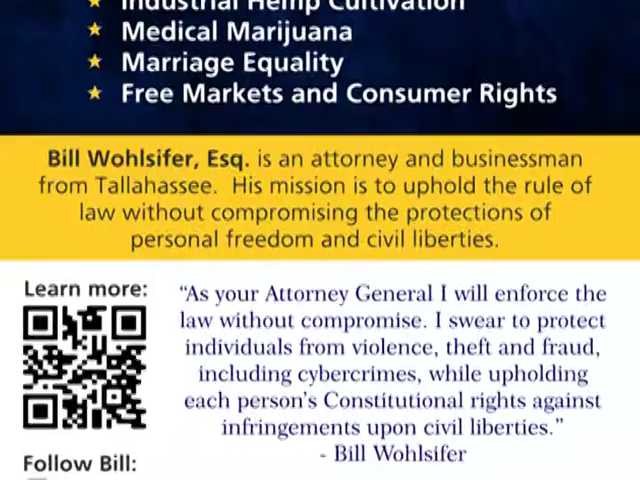 ★ Industrial Hemp Cultivation
★ Medical Marijuana
★ Marriage Equality
★ Free Markets and Consumer Rights
Bill Wohlsifer, Esq. is an attorney and businessman
from Tallahassee.  His mission is to uphold the rule of
law without compromising the protections of
personal freedom and civil liberties.
Learn more:
“As your Attorney General I will enforce the
law without compromise. I swear to protect
individuals from violence, theft and fraud,
including cybercrimes, while upholding
each person’s Constitutional rights against
infringements upon civil liberties.”
- Bill Wohlsifer
Follow Bill: